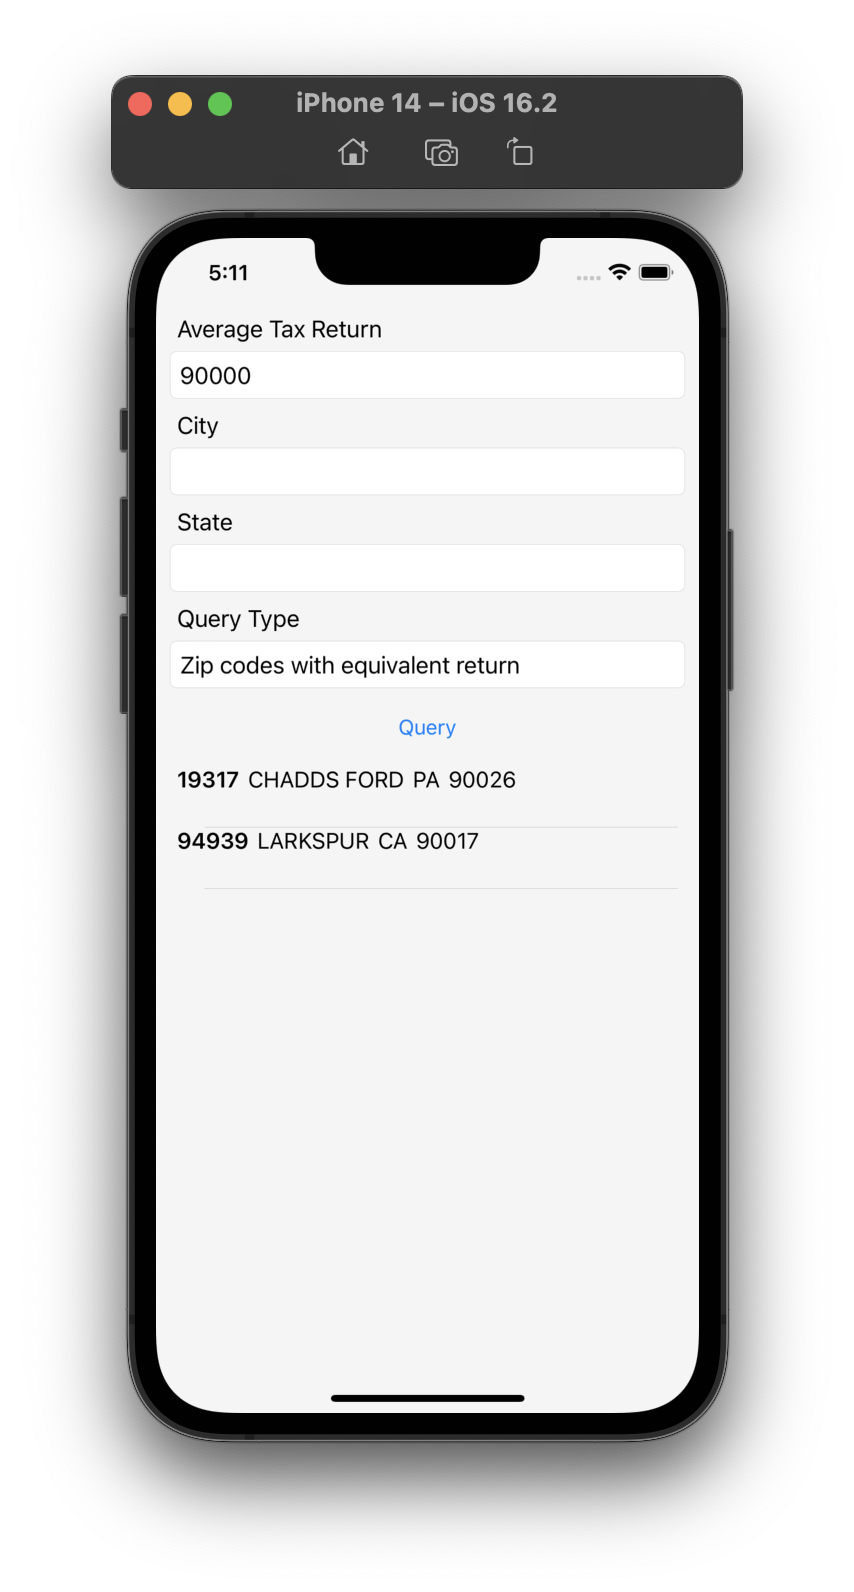 iPhone 14 – iOS 16.2
5:11
Average Tax Return
90000
City
State
Query Type
Zip codes with equivalent return
Query
19317 CHADDS FORD PA 90026
94939 LARKSPUR CA 90017